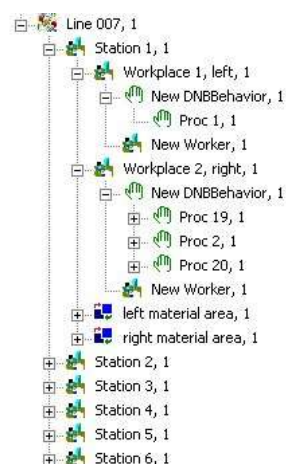 Line 007, 1
Station 1, 1
Workplace 1, left, 1
New DNBBehavior, 1
Proc 1, 1
New Worker, 1
Workplace 2, right, 1
New DNBBehavior, 1
Proc 19, 1
Proc 2, 1
Proc 20, 1
New Worker, 1
left material area, 1
right material area, 1
Station 2, 1
Station 3, 1
Station 4, 1
Station 5, 1
Station 6, 1